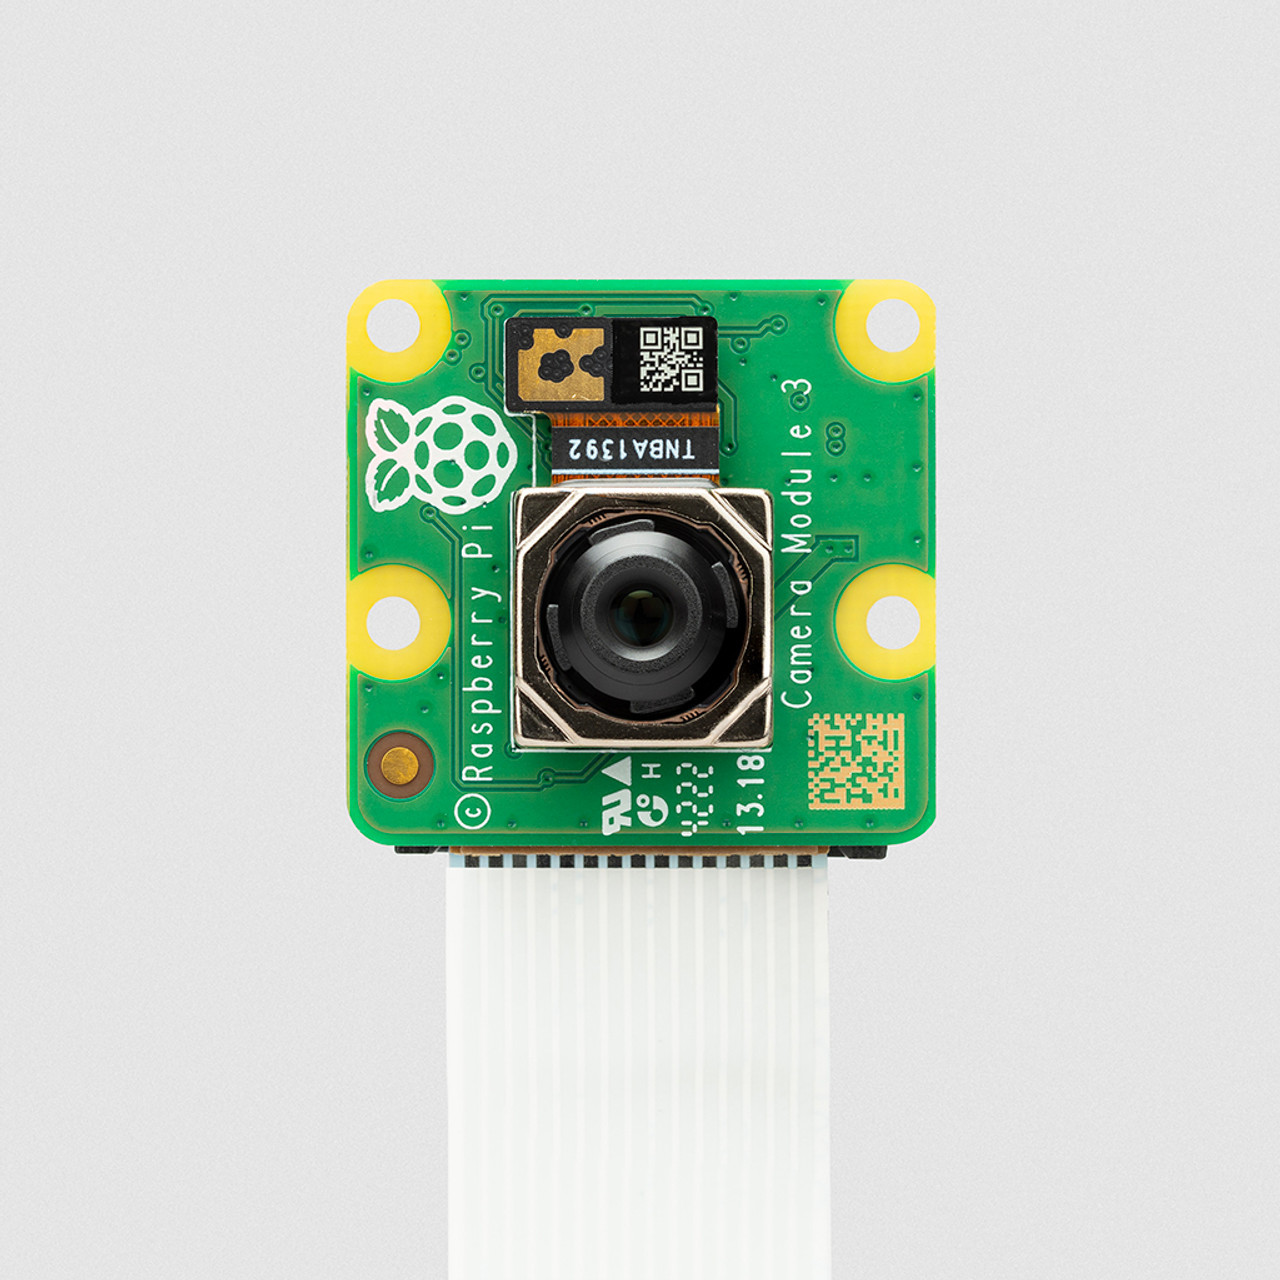 TNBA1392
© Raspberry Pi
Camera Module 3
H
4222
13.18